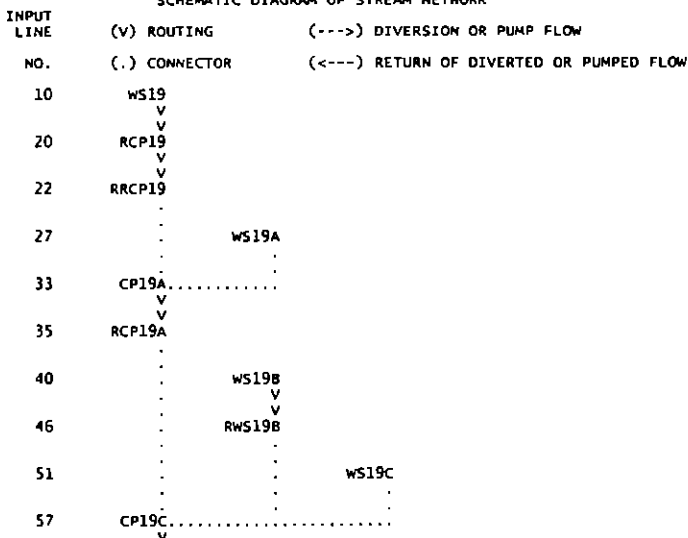 SCHEMATIC DIAGRAM OF STREAM NETWORK
INPUT
LINE (V) ROUTING (--->) DIVERSION OR PUMP FLOW
NO. (.) CONNECTOR (<---) RETURN OF DIVERTED OR PUMPED FLOW
10 WS19
V
V
20 RCP19
V
V
22 RRCP19
.
.
27 . WS19A
. .
. .
33 CP19A............
V
V
35 RCP19A
.
.
40 . WS19B
. V
. V
46 . RWS19B
. .
. .
51 . . WS19C
. . .
. . .
57 CP19C........................
V